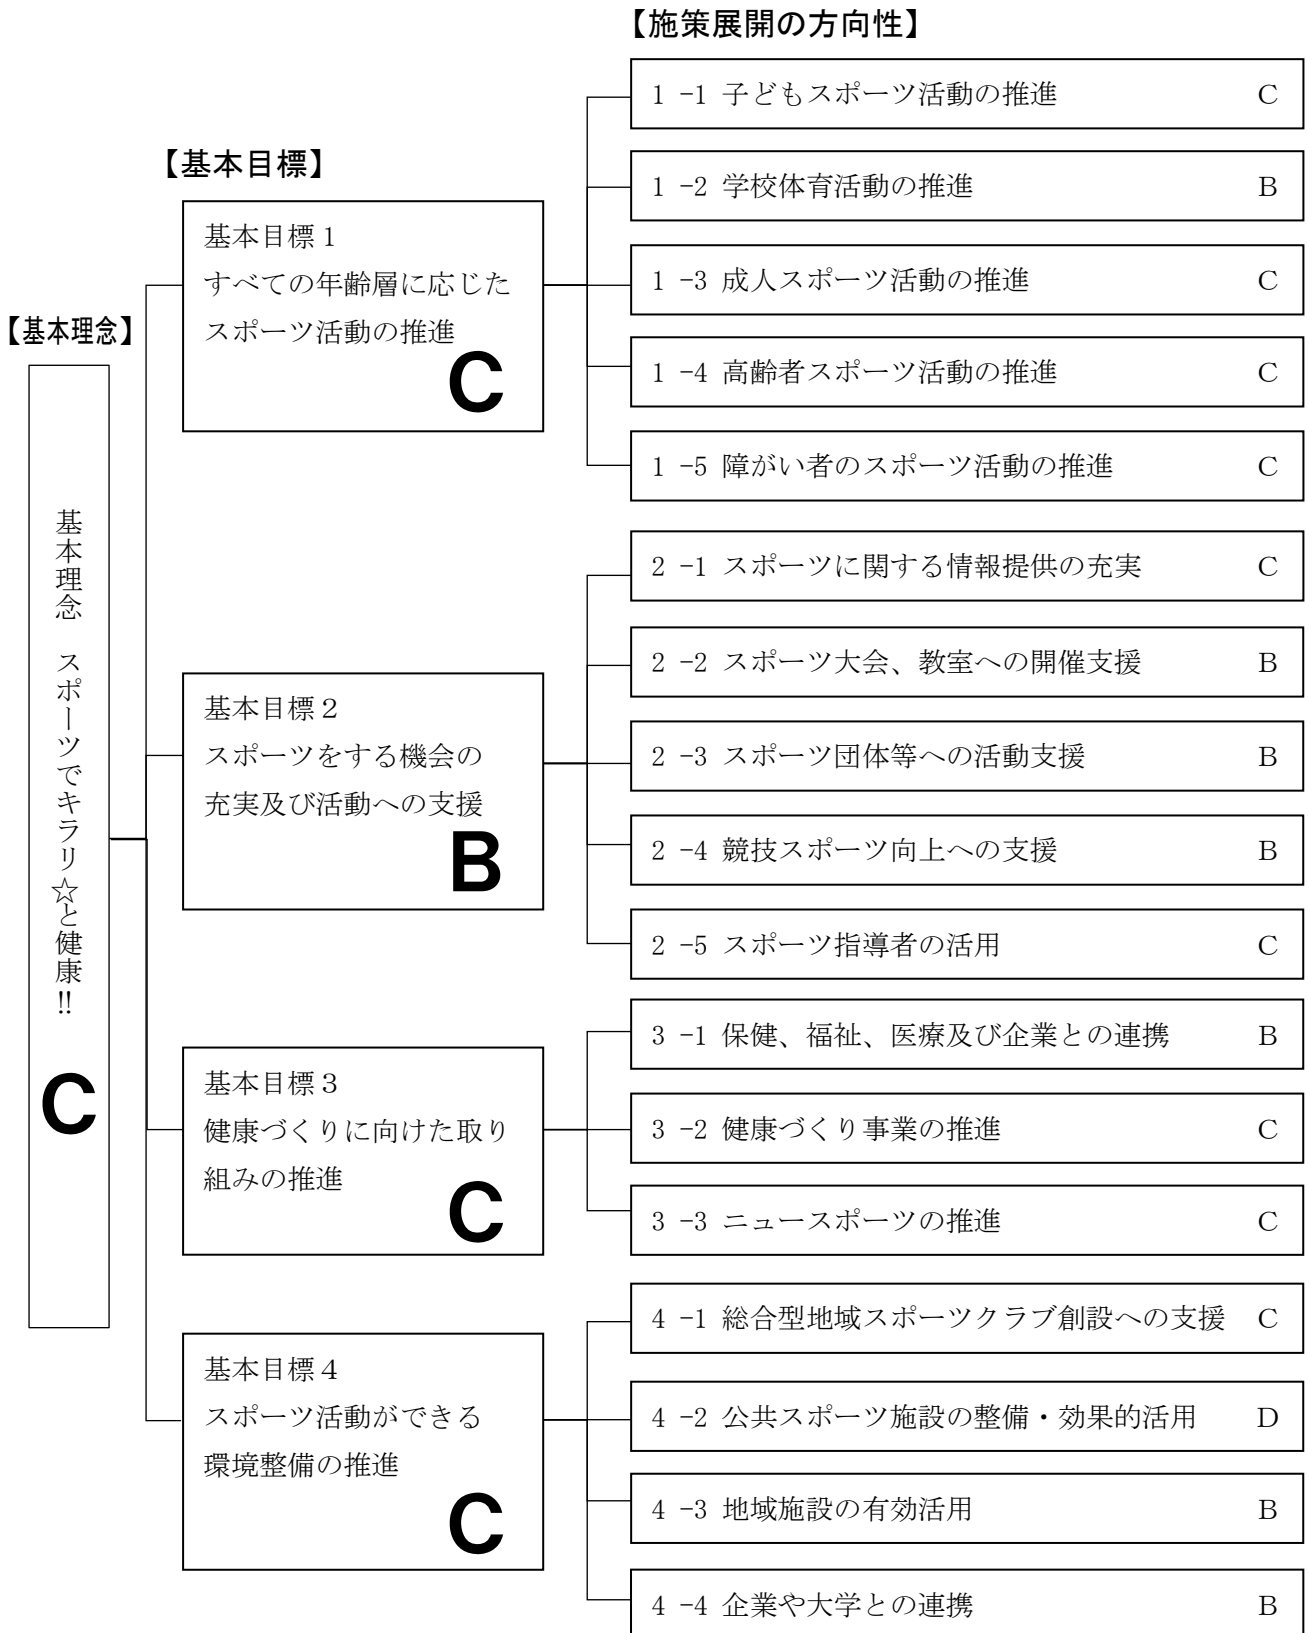 【施策展開の方向性】
【基本目標】
【基本理念】
基本理念　スポーツでキラリ☆と健康!!
C
基本目標１
すべての年齢層に応じた
スポーツ活動の推進
C
1 -1 子どもスポーツ活動の推進 C
1 -2 学校体育活動の推進 B
1 -3 成人スポーツ活動の推進 C
1 -4 高齢者スポーツ活動の推進 C
1 -5 障がい者のスポーツ活動の推進 C
基本目標２
スポーツをする機会の
充実及び活動への支援
B
2 -1 スポーツに関する情報提供の充実 C
2 -2 スポーツ大会、教室への開催支援 B
2 -3 スポーツ団体等への活動支援 B
2 -4 競技スポーツ向上への支援 B
2 -5 スポーツ指導者の活用 C
基本目標３
健康づくりに向けた取り
組みの推進
C
3 -1 保健、福祉、医療及び企業との連携 B
3 -2 健康づくり事業の推進 C
3 -3 ニュースポーツの推進 C
基本目標４
スポーツ活動ができる
環境整備の推進
C
4 -1 総合型地域スポーツクラブ創設への支援 C
4 -2 公共スポーツ施設の整備・効果的活用 D
4 -3 地域施設の有効活用 B
4 -4 企業や大学との連携 B